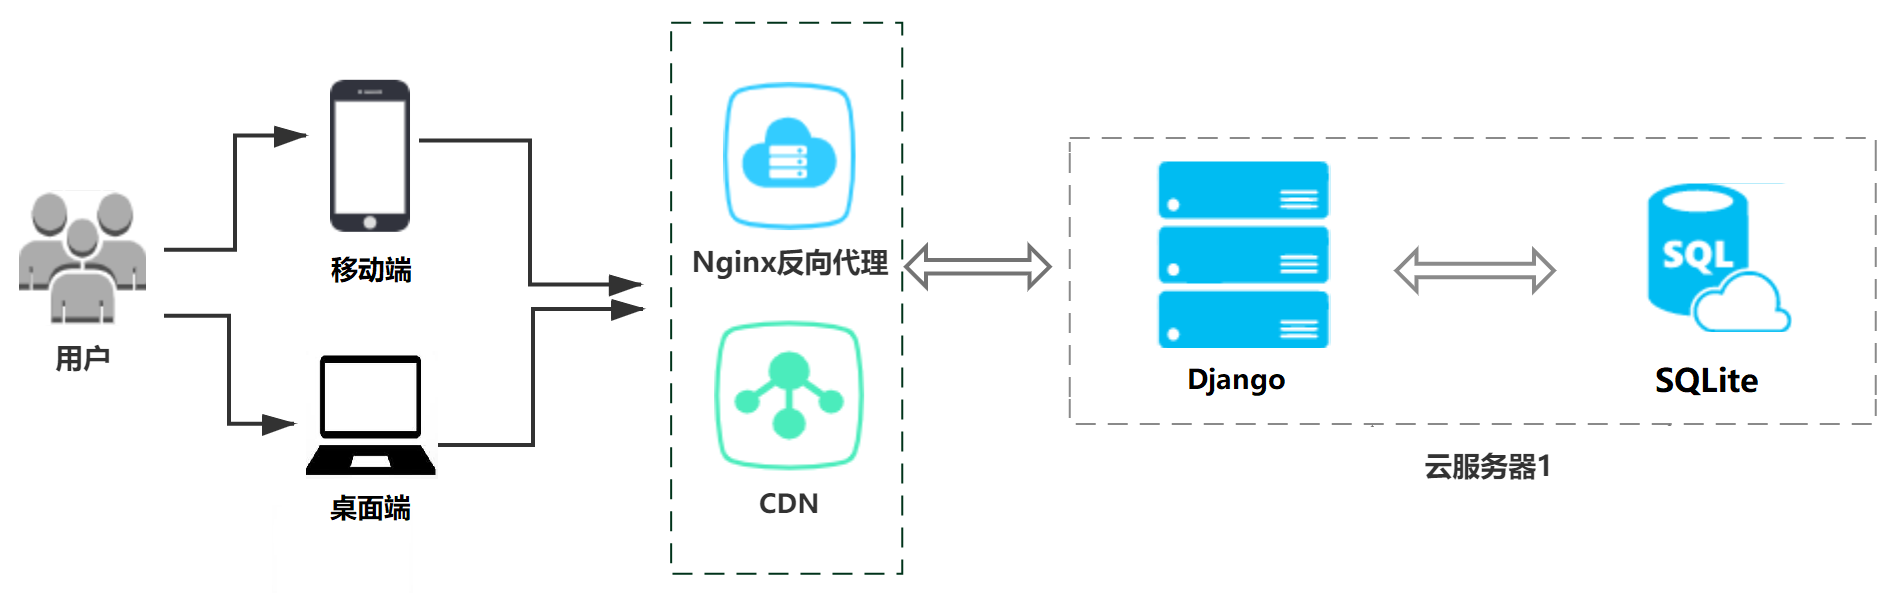 用户
移动端
桌面端
Nginx反向代理
CDN
Django
SQL
SQLite
云服务器1